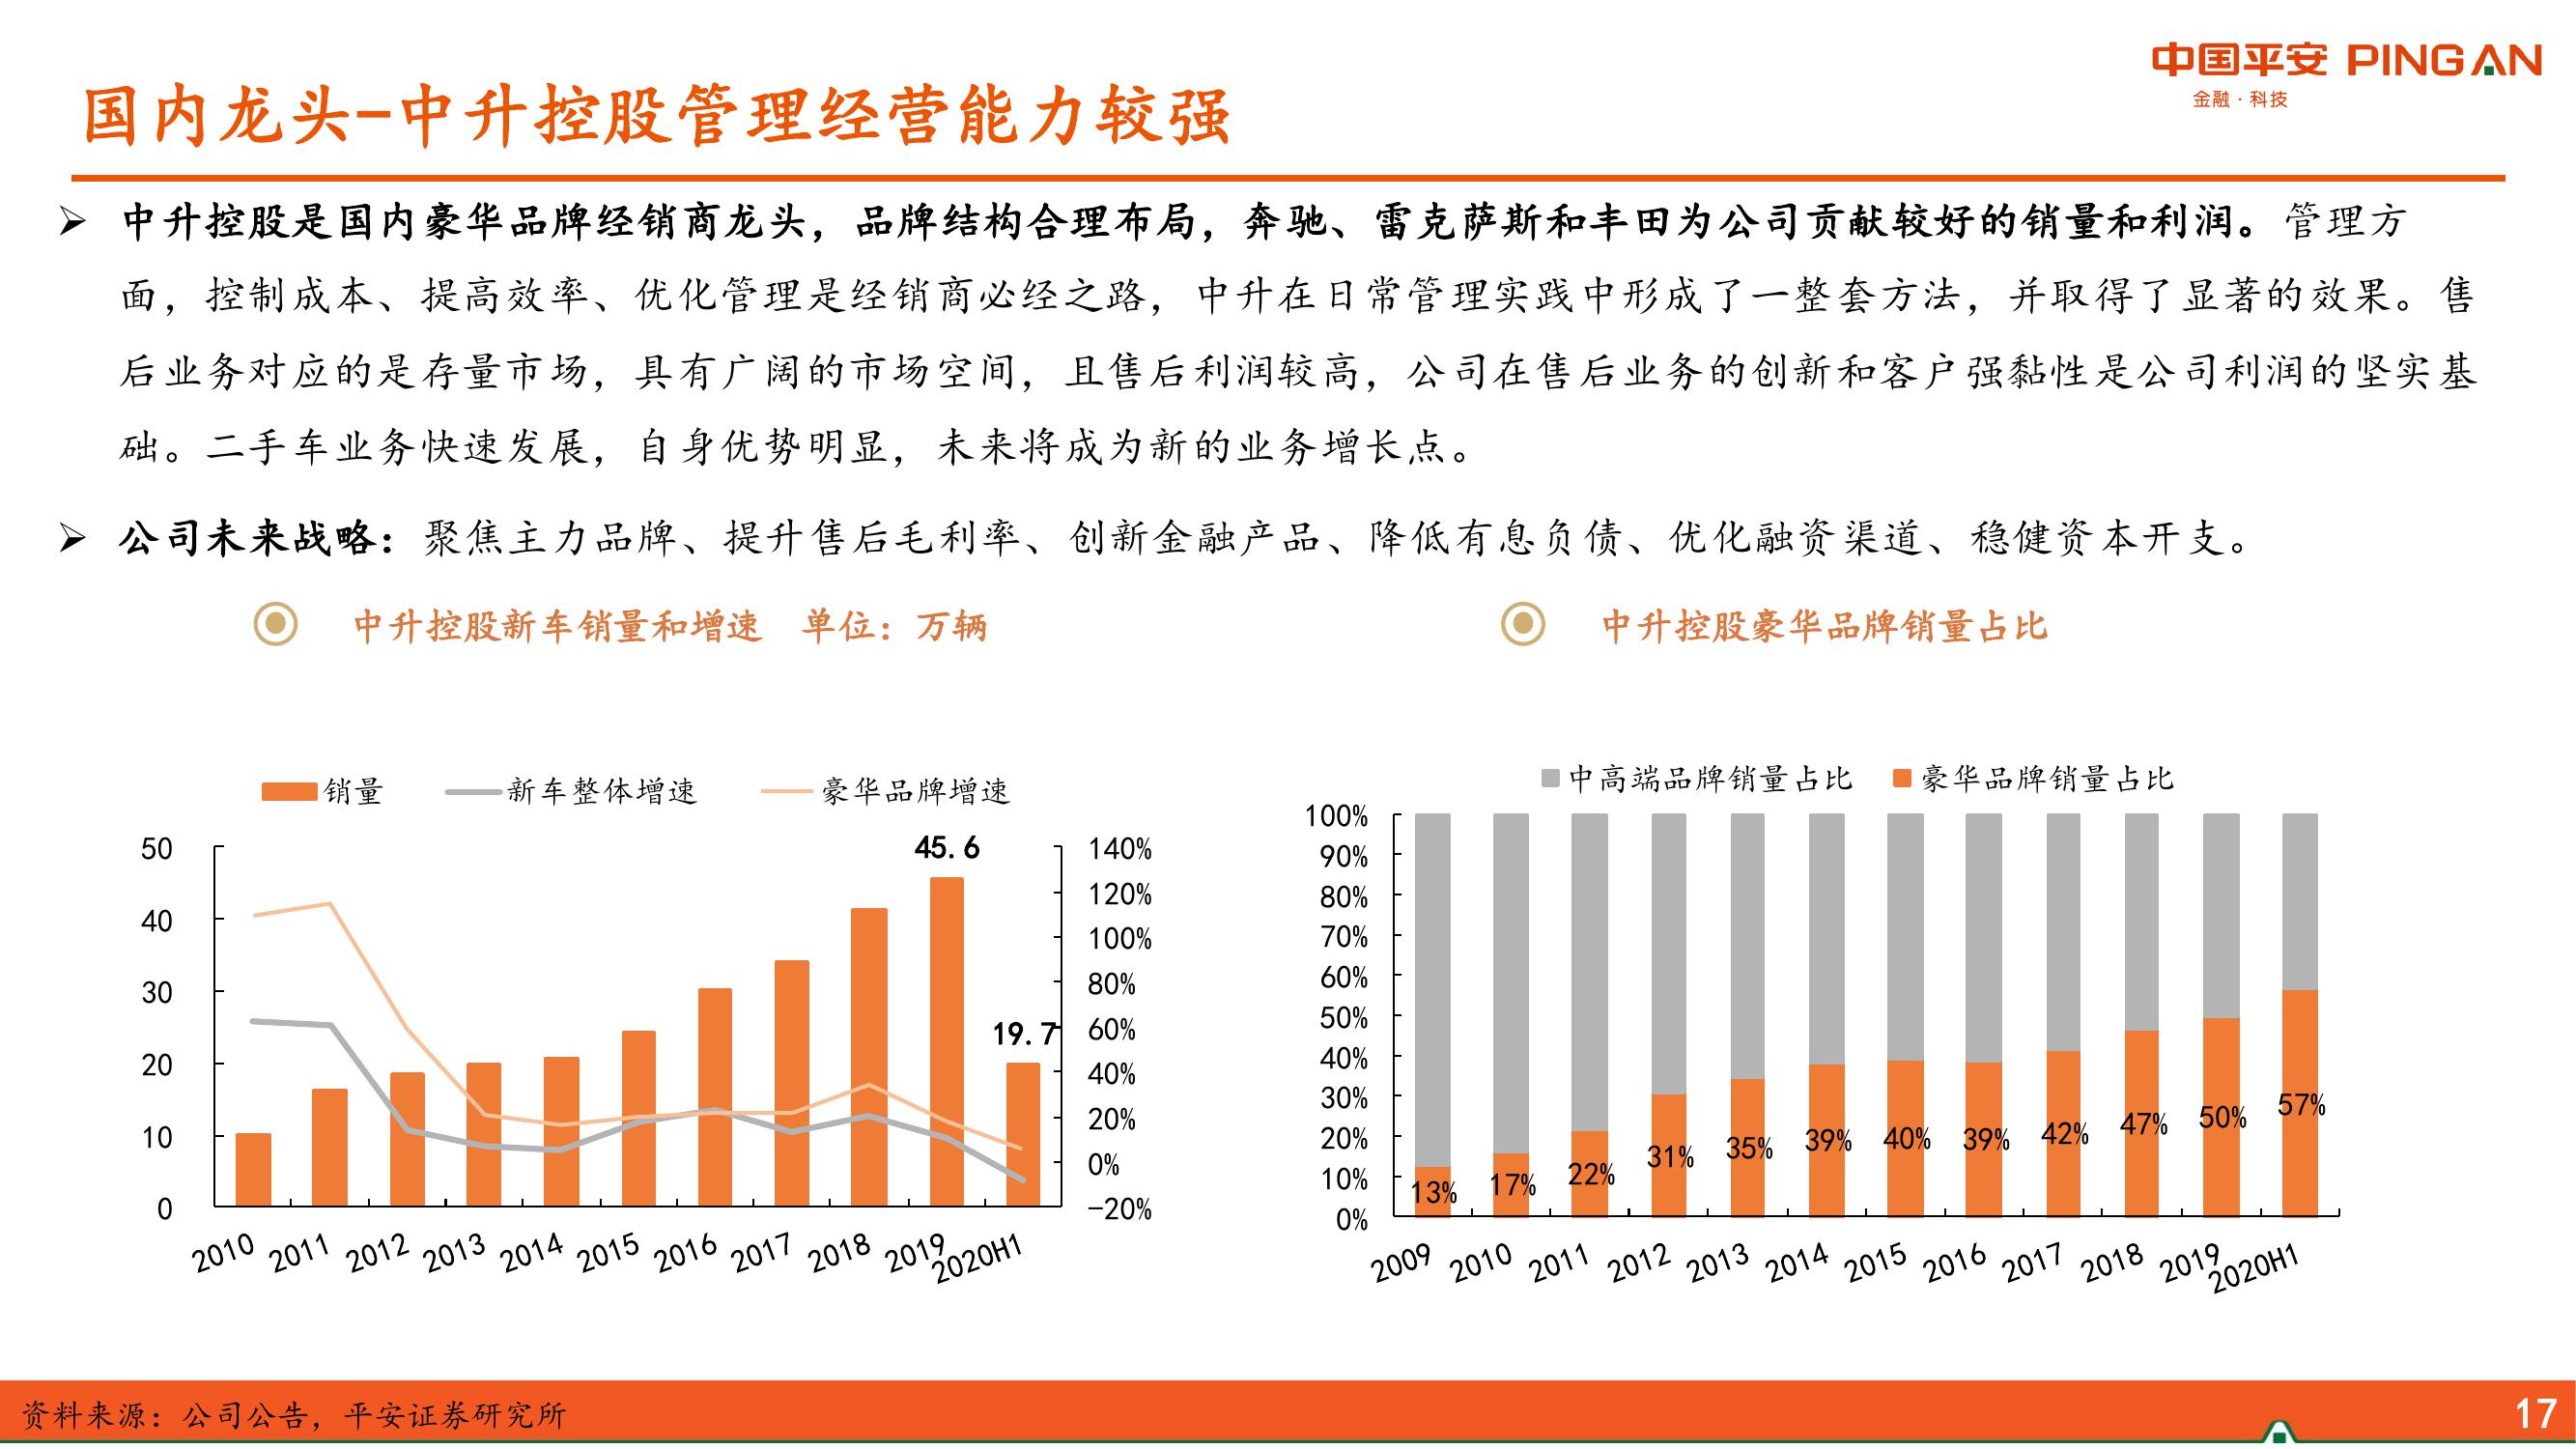 中国平安 PINGAN
金融·科技
国内龙头-中升控股管理经营能力较强
➢ 中升控股是国内豪华品牌经销商龙头，品牌结构合理布局，奔驰、雷克萨斯和丰田为公司贡献较好的销量和利润。管理方
面，控制成本、提高效率、优化管理是经销商必经之路，中升在日常管理实践中形成了一整套方法，并取得了显著的效果。售
后业务对应的是存量市场，具有广阔的市场空间，且售后利润较高，公司在售后业务的创新和客户强黏性是公司利润的坚实基
础。二手车业务快速发展，自身优势明显，未来将成为新的业务增长点。
➢ 公司未来战略：聚焦主力品牌、提升售后毛利率、创新金融产品、降低有息负债、优化融资渠道、稳健资本开支。
中升控股新车销量和增速 单位：万辆
销量 新车整体增速 豪华品牌增速
50
40
30
20
10
0
45.6
19.7
140%
120%
100%
80%
60%
40%
20%
0%
-20%
2010 2011 2012 2013 2014 2015 2016 2017 2018 2019 2020H1
中升控股豪华品牌销量占比
中高端品牌销量占比 豪华品牌销量占比
100%
90%
80%
70%
60%
50%
40%
30%
20%
10%
0%
13% 17% 22% 31% 35% 39% 40% 39% 42% 47% 50% 57%
2009 2010 2011 2012 2013 2014 2015 2016 2017 2018 2019 2020H1
资料来源：公司公告，平安证券研究所
17